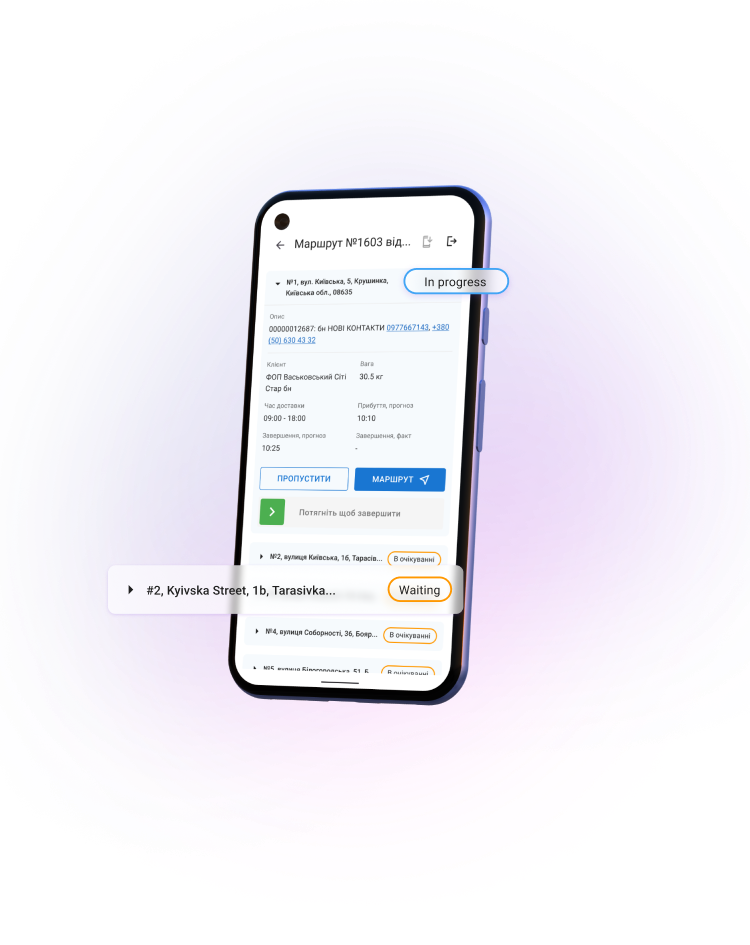 Маршрут №1603 від...
№1, вул. Київська, 5, Крушинка,
Київська обл., 08635
In progress
Опис
00000012687: бн НОВІ КОНТАКТИ 0977667143, +380
(50) 630 43 32
Клієнт
Вага
ФОП Васьковський Сіті
Стар бн
30.5 кг
Час доставки
Прибуття, прогноз
09:00 - 18:00
10:10
Завершення, прогноз
Завершення, факт
10:25
-
ПРОПУСТИТИ
МАРШРУТ
Потягніть щоб завершити
№2, вулиця Київська, 1б, Тарасів...
В очікуванні
#2, Kyivska Street, 1b, Tarasivka...
Waiting
№4, вулиця Соборності, 36, Бояр...
В очікуванні
№5, вулиця Білогородська, 51, Б...
В очікуванні